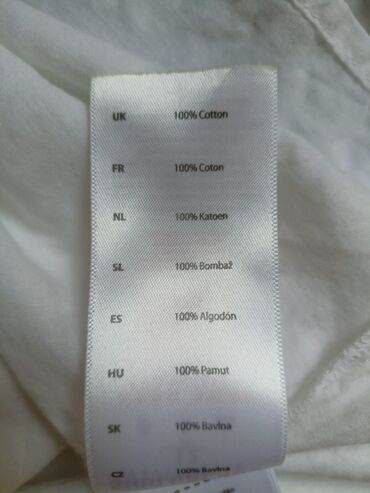 UK 100% Cotton
FR 100% Coton
NL 100% Katoen
SL 100% Bombaž
ES 100% Algodón
HU 100% Pamut
SK 100% Bavlna
CZ 100% Bavlna